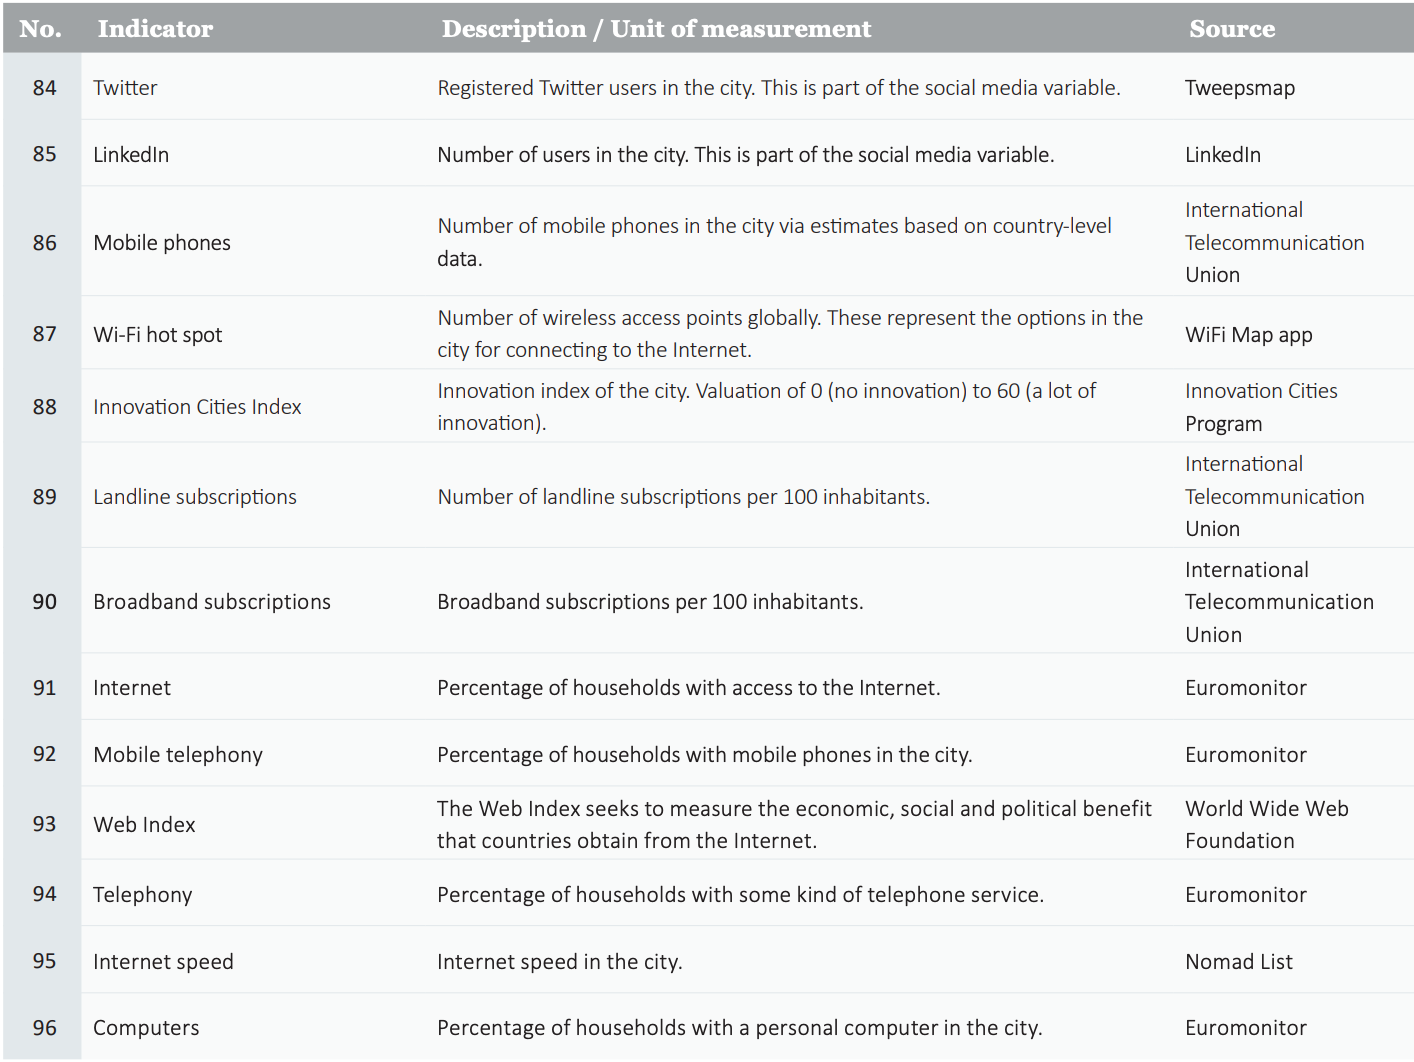 No. Indicator Description / Unit of measurement Source
84 Twitter Registered Twitter users in the city. This is part of the social media variable. Tweepsmap
85 LinkedIn Number of users in the city. This is part of the social media variable. LinkedIn
86 Mobile phones Number of mobile phones in the city via estimates based on country-level
data.
International
Telecommunication
Union
87 Wi-Fi hot spot Number of wireless access points globally. These represent the options in the
city for connecting to the Internet.
WiFi Map app
88 Innovation Cities Index Innovation index of the city. Valuation of 0 (no innovation) to 60 (a lot of
innovation).
Innovation Cities
Program
89 Landline subscriptions Number of landline subscriptions per 100 inhabitants.
International
Telecommunication
Union
90 Broadband subscriptions Broadband subscriptions per 100 inhabitants.
International
Telecommunication
Union
91 Internet Percentage of households with access to the Internet. Euromonitor
92 Mobile telephony Percentage of households with mobile phones in the city. Euromonitor
93 Web Index The Web Index seeks to measure the economic, social and political benefit
that countries obtain from the Internet.
World Wide Web
Foundation
94 Telephony Percentage of households with some kind of telephone service. Euromonitor
95 Internet speed Internet speed in the city. Nomad List
96 Computers Percentage of households with a personal computer in the city. Euromonitor